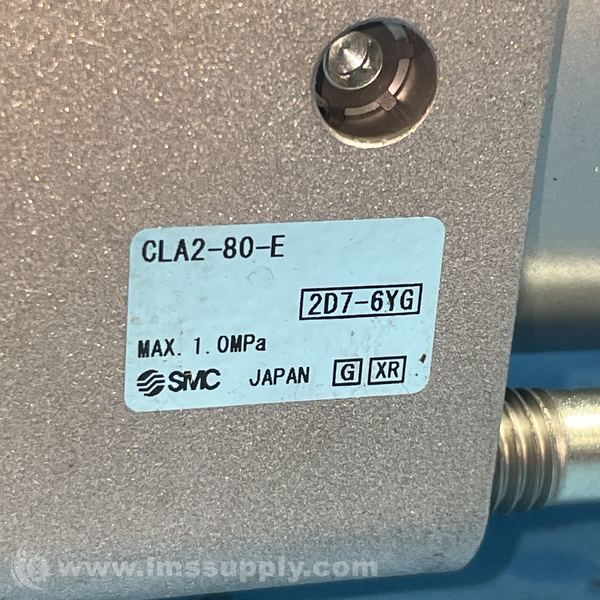 CLA2-80-E
2D7-6YG
MAX. 1.0MPa
SMC JAPAN G XR
www.imssupply.com